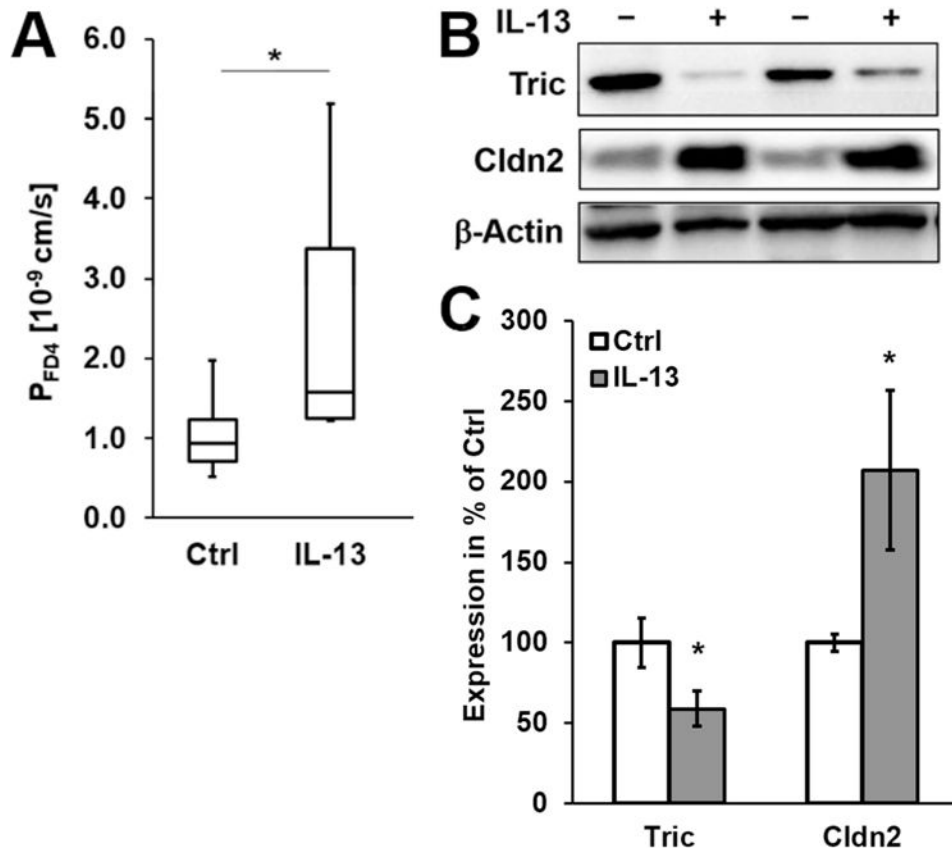 A
6.0
5.0
4.0
3.0
2.0
1.0
0.0
P_FD4 [10^-9 cm/s]
*
Ctrl IL-13
B
IL-13 – + – +
Tric
Cldn2
β-Actin
C
300
250
200
150
100
50
0
Expression in % of Ctrl
Ctrl
IL-13
*
*
Tric Cldn2